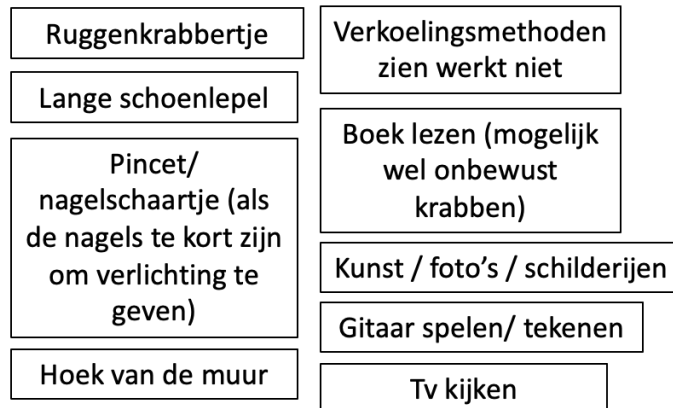 Ruggenkrabbertje
Lange schoenlepel
Pincet/
nagelschaartje (als
de nagels te kort zijn
om verlichting te
geven)
Hoek van de muur
Verkoelingsmethoden
zien werkt niet
Boek lezen (mogelijk
wel onbewust
krabben)
Kunst / foto's / schilderijen
Gitaar spelen/ tekenen
Tv kijken